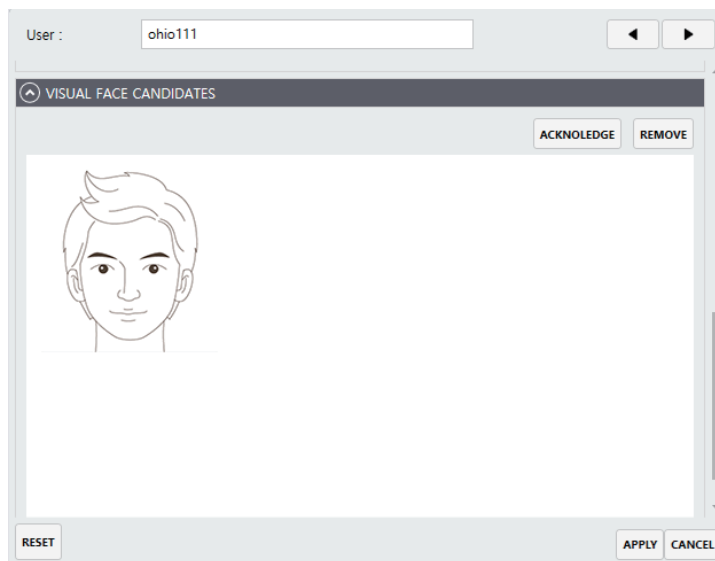 User :
ohio111
VISUAL FACE CANDIDATES
ACKNOLEDGE
REMOVE
RESET
APPLY
CANCEL